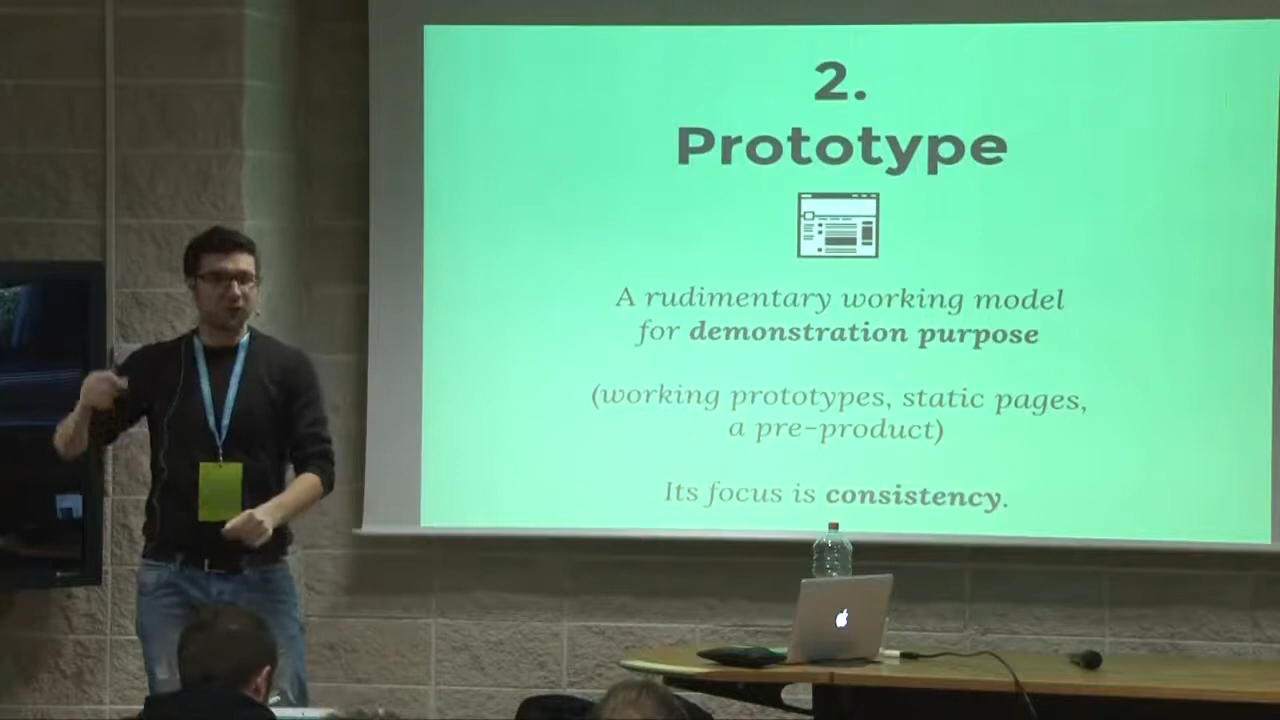 2.
Prototype
A rudimentary working model
for demonstration purpose
(working prototypes, static pages,
a pre-product)
Its focus is consistency.